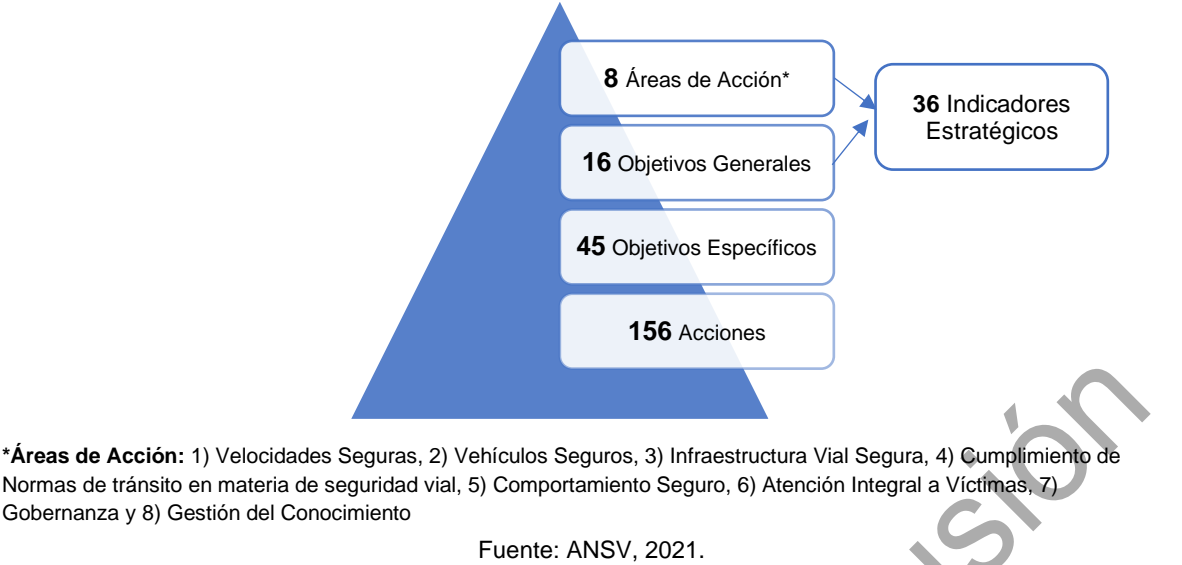 8 Áreas de Acción*
36 Indicadores
Estratégicos
16 Objetivos Generales
45 Objetivos Específicos
156 Acciones
*Áreas de Acción: 1) Velocidades Seguras, 2) Vehículos Seguros, 3) Infraestructura Vial Segura, 4) Cumplimiento de
Normas de tránsito en materia de seguridad vial, 5) Comportamiento Seguro, 6) Atención Integral a Víctimas, 7)
Gobernanza y 8) Gestión del Conocimiento
Fuente: ANSV, 2021.